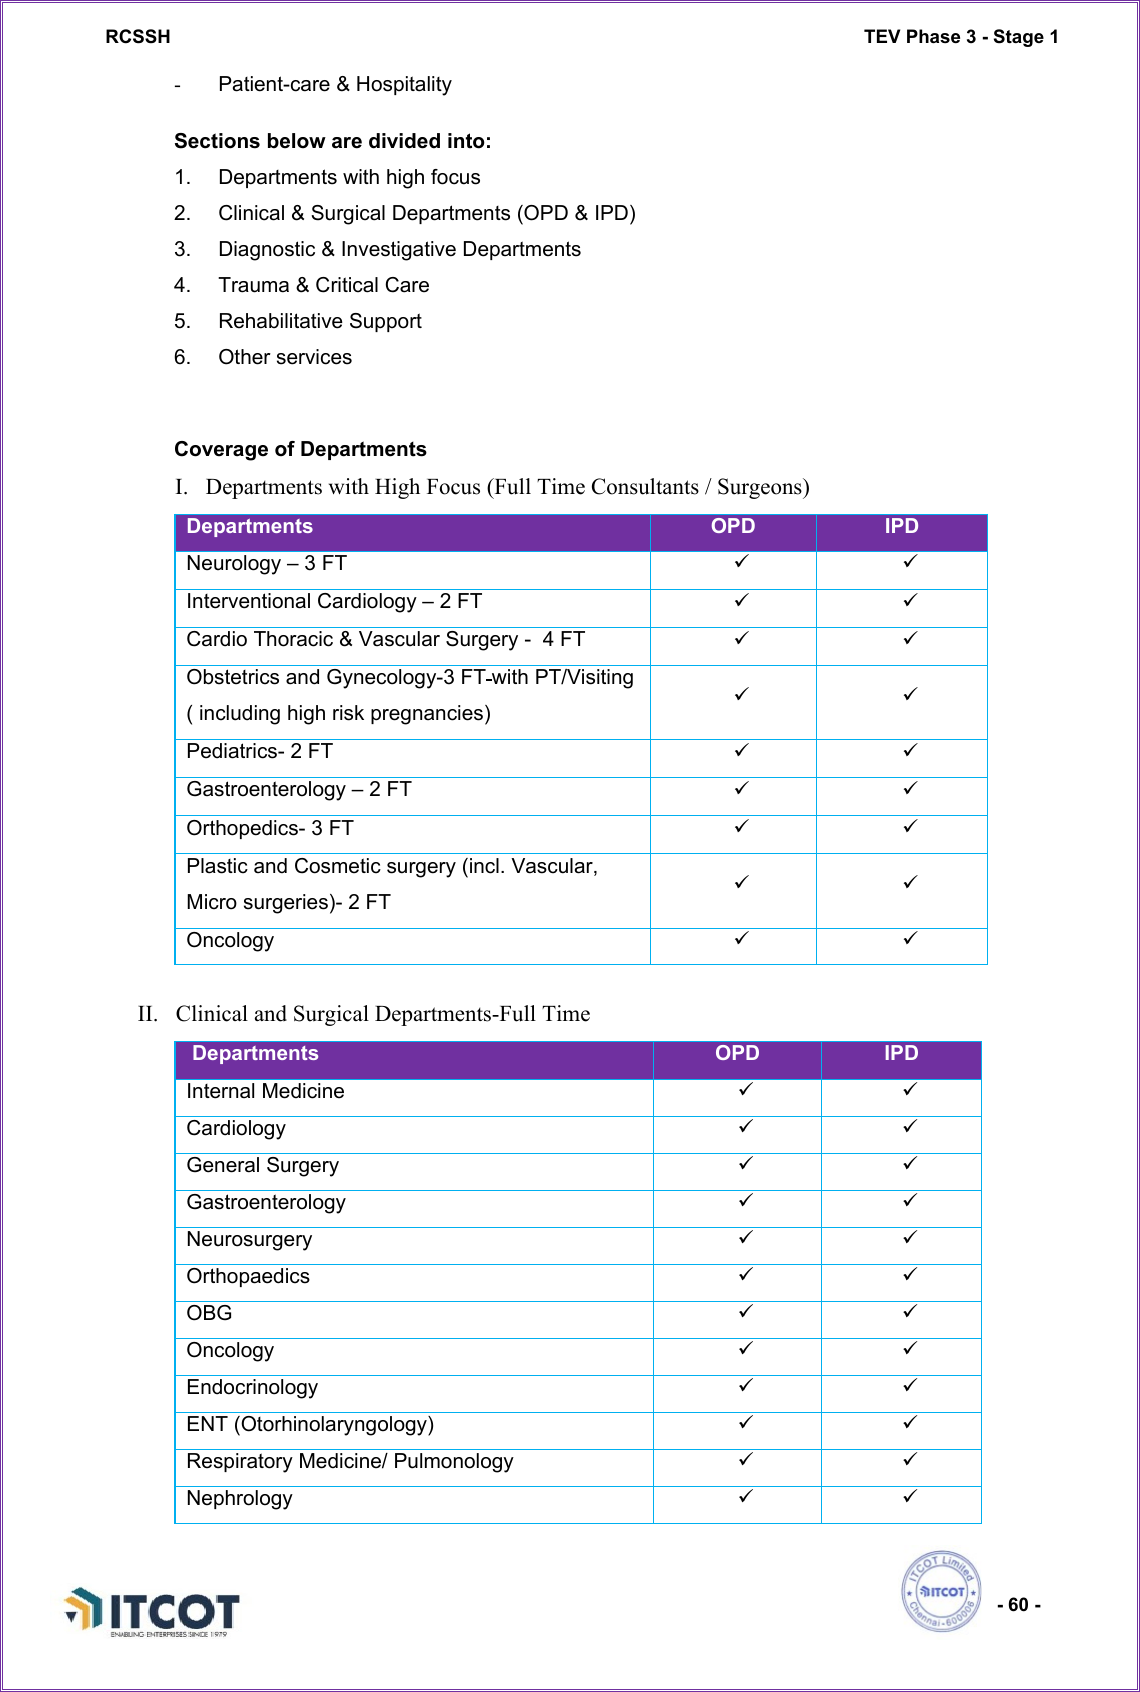 RCSSH TEV Phase 3 - Stage 1
- Patient-care & Hospitality
Sections below are divided into:
1. Departments with high focus
2. Clinical & Surgical Departments (OPD & IPD)
3. Diagnostic & Investigative Departments
4. Trauma & Critical Care
5. Rehabilitative Support
6. Other services
Coverage of Departments
I. Departments with High Focus (Full Time Consultants / Surgeons)
Departments OPD IPD
Neurology – 3 FT ✓ ✓
Interventional Cardiology – 2 FT ✓ ✓
Cardio Thoracic & Vascular Surgery - 4 FT ✓ ✓
Obstetrics and Gynecology-3 FT-with PT/Visiting
( including high risk pregnancies) ✓ ✓
Pediatrics- 2 FT ✓ ✓
Gastroenterology – 2 FT ✓ ✓
Orthopedics- 3 FT ✓ ✓
Plastic and Cosmetic surgery (incl. Vascular,
Micro surgeries)- 2 FT ✓ ✓
Oncology ✓ ✓
II. Clinical and Surgical Departments-Full Time
Departments OPD IPD
Internal Medicine ✓ ✓
Cardiology ✓ ✓
General Surgery ✓ ✓
Gastroenterology ✓ ✓
Neurosurgery ✓ ✓
Orthopaedics ✓ ✓
OBG ✓ ✓
Oncology ✓ ✓
Endocrinology ✓ ✓
ENT (Otorhinolaryngology) ✓ ✓
Respiratory Medicine/ Pulmonology ✓ ✓
Nephrology ✓ ✓
ITCOT
ENABLING ENTERPRISES SINCE 1979
ITCOT Limited
ITCOT
Chennai-600006
- 60 -